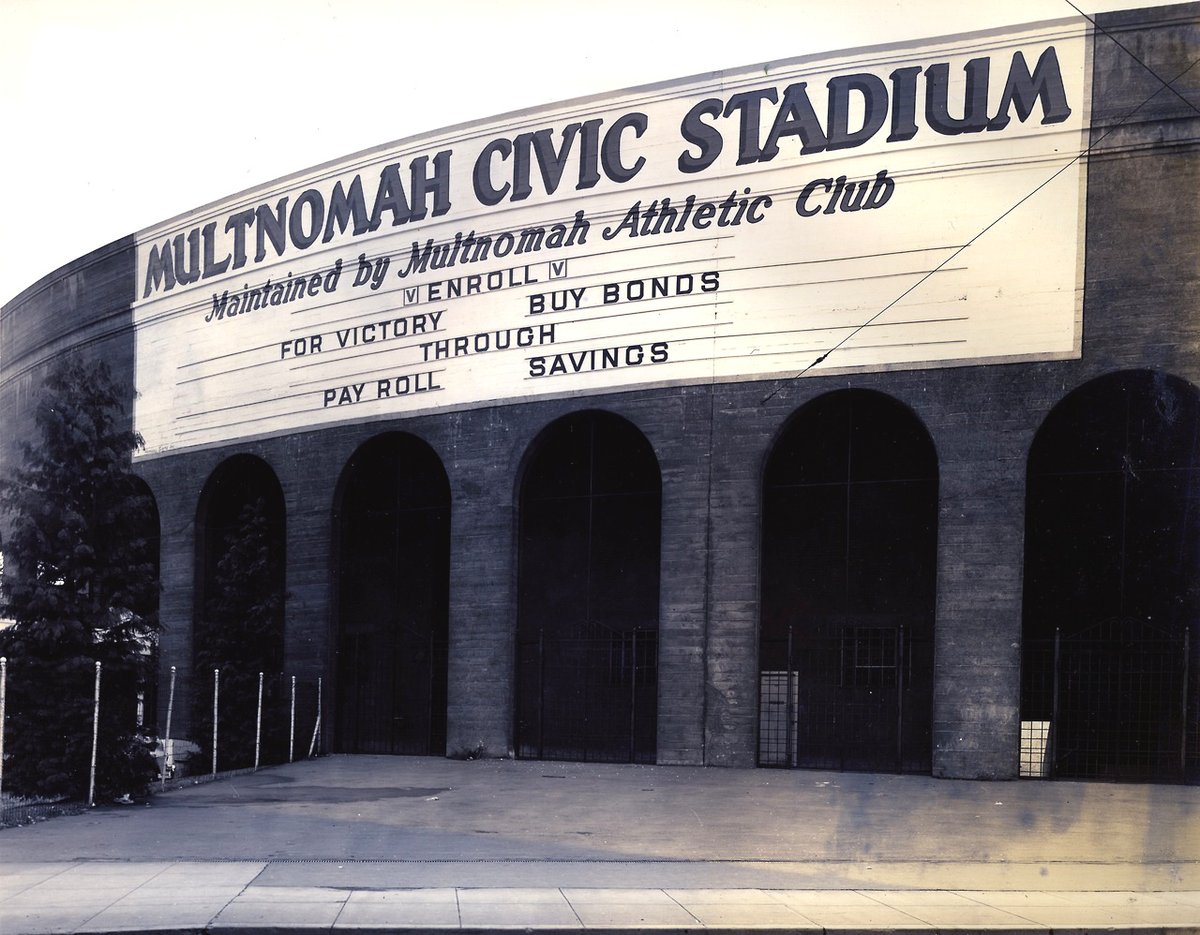 MULTNOMAH CIVIC STADIUM
Maintained by Multnomah Athletic Club
V ENROLL V
FOR VICTORY BUY BONDS
THROUGH
PAY ROLL SAVINGS